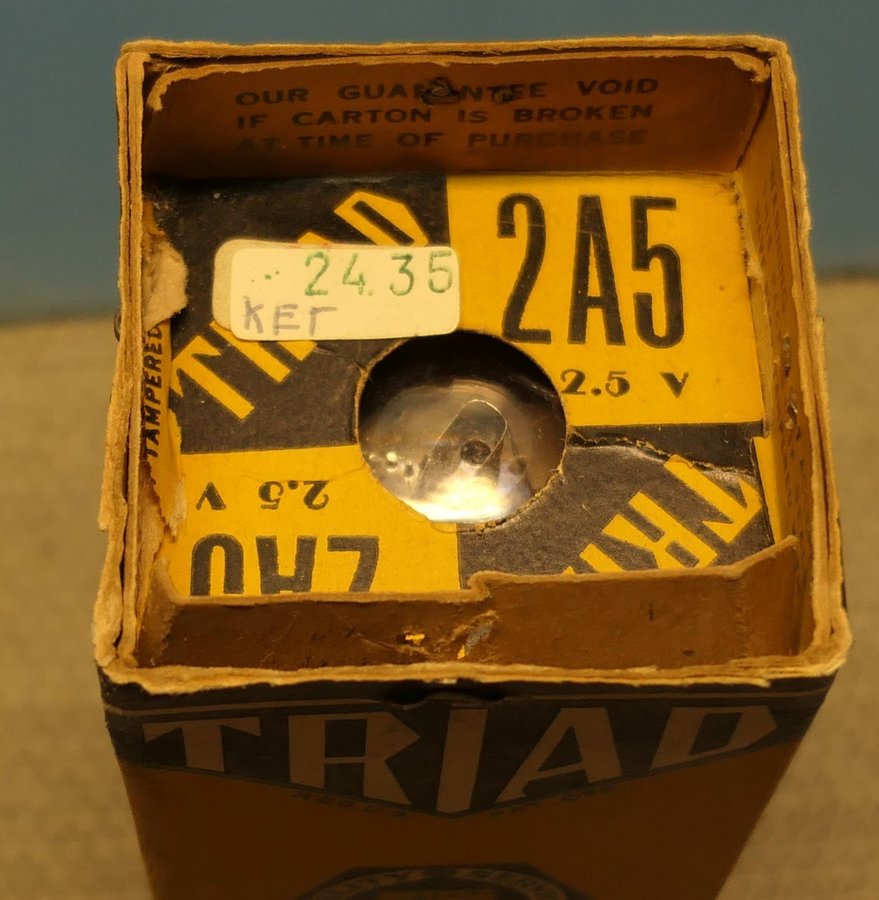 OUR GUARANTEE VOID
IF CARTON IS BROKEN
AT TIME OF PURCHASE
TRIAD
2A5
24.35
KET
2.5 V
TAMPERED
2.5 V
2A5
TRIAD
TRIAD